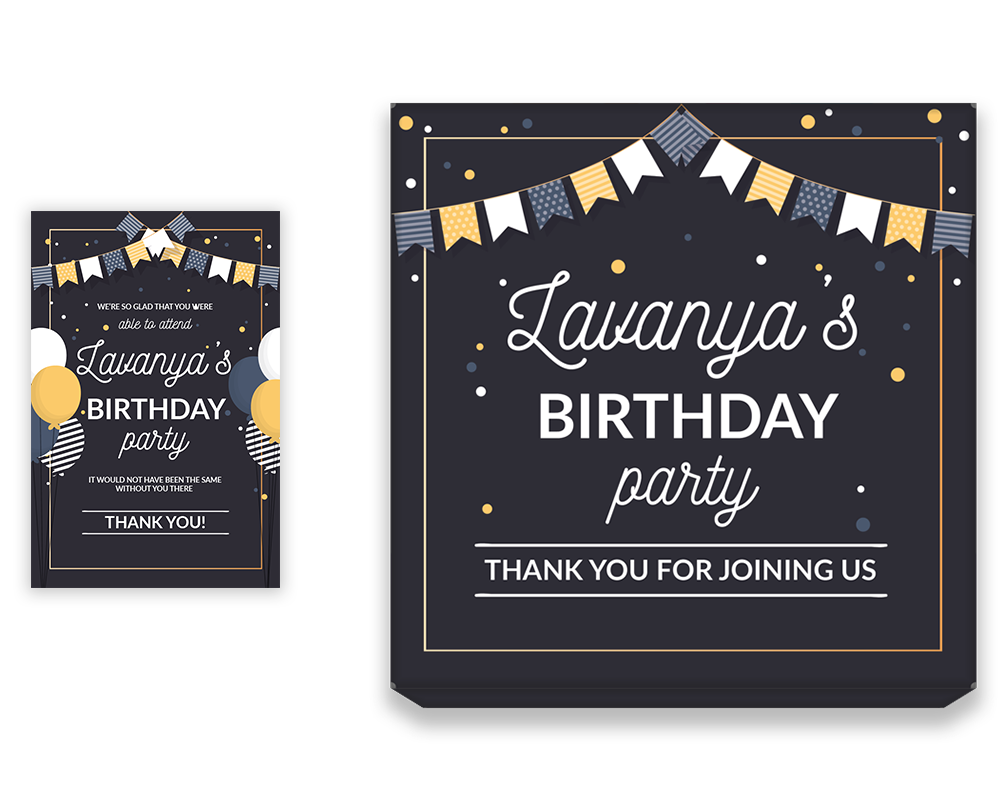 WE'RE SO GLAD THAT YOU WERE
able to attend
Lavanya's
BIRTHDAY
party
IT WOULD NOT HAVE BEEN THE SAME
WITHOUT YOU THERE
THANK YOU!
Lavanya's
BIRTHDAY
party
THANK YOU FOR JOINING US